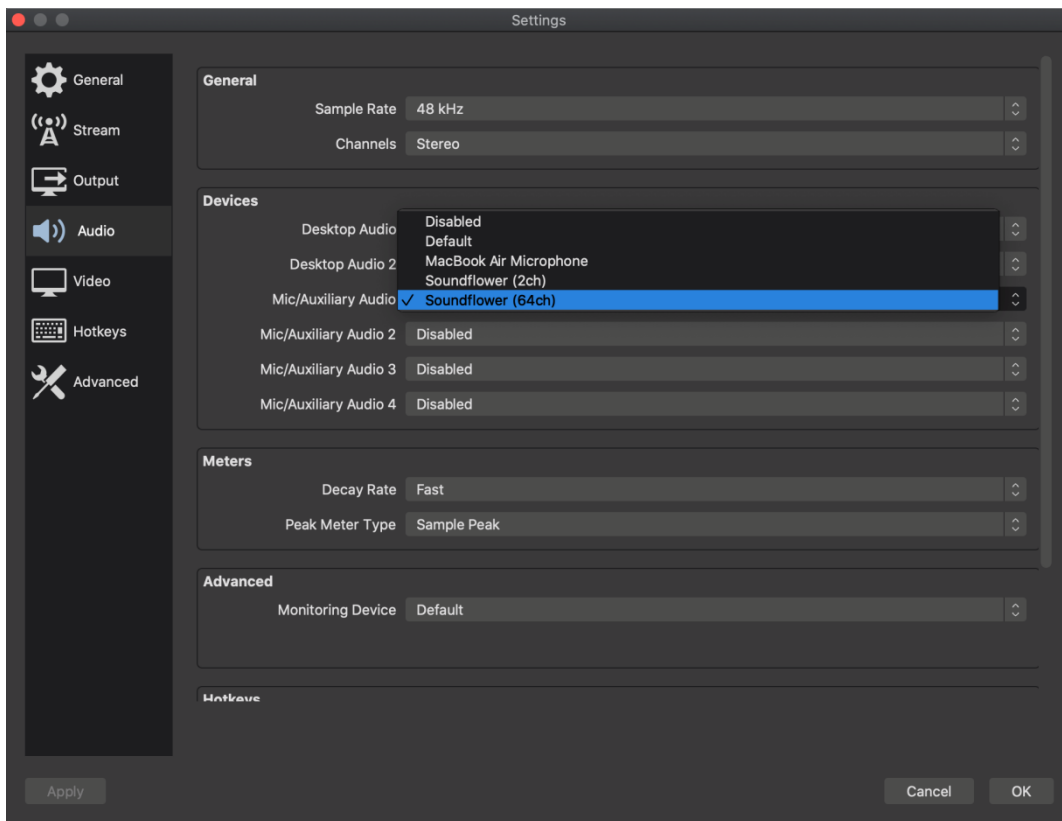 Settings
General
Stream
Output
Audio
Video
Hotkeys
Advanced
General
Sample Rate 48 kHz
Channels Stereo
Devices
Desktop Audio
Desktop Audio 2
Mic/Auxiliary Audio
Disabled
Default
MacBook Air Microphone
Soundflower (2ch)
✓ Soundflower (64ch)
Mic/Auxiliary Audio 2 Disabled
Mic/Auxiliary Audio 3 Disabled
Mic/Auxiliary Audio 4 Disabled
Meters
Decay Rate Fast
Peak Meter Type Sample Peak
Advanced
Monitoring Device Default
Hotkeys
Apply
Cancel
OK